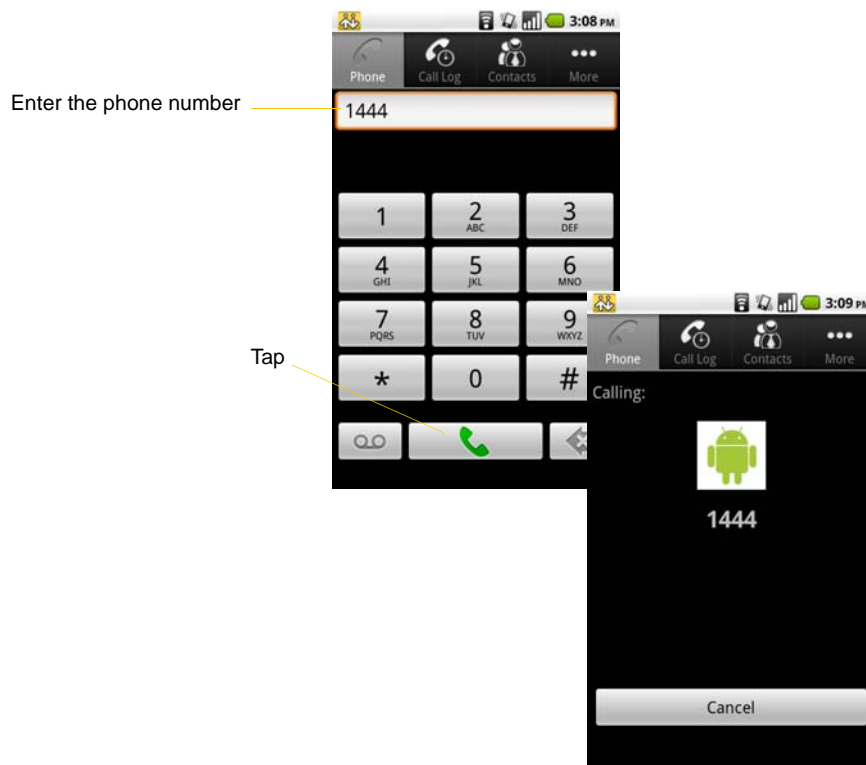 3:08 PM
Phone Call Log Contacts More
Enter the phone number
1444
1 2 3
ABC DEF
4 5 6
GHI JKL MNO
7 8 9
PQRS TUV WXYZ
Tap
* 0 #
3:09 PM
Phone Call Log Contacts More
Calling:
1444
Cancel